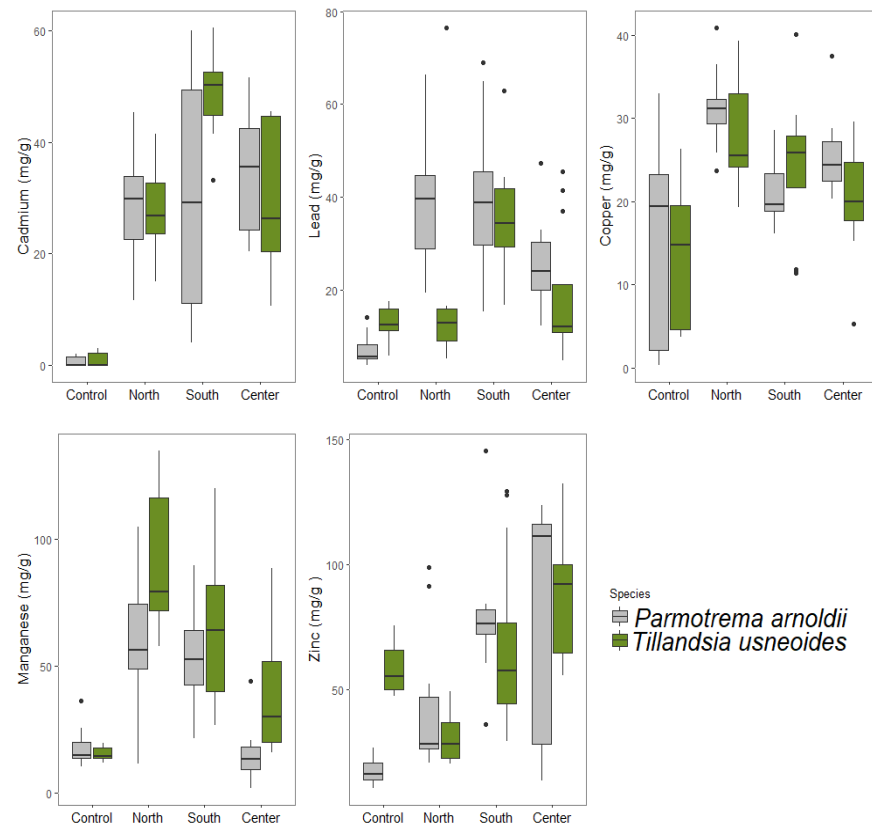 Cadmium (mg/g)
60
40
20
0
Control North South Center
Lead (mg/g)
80
60
40
20
Control North South Center
Copper (mg/g)
40
30
20
10
0
Control North South Center
Manganese (mg/g)
100
50
0
Control North South Center
Zinc (mg/g )
150
100
50
Control North South Center
Species
Parmotrema arnoldii
Tillandsia usneoides